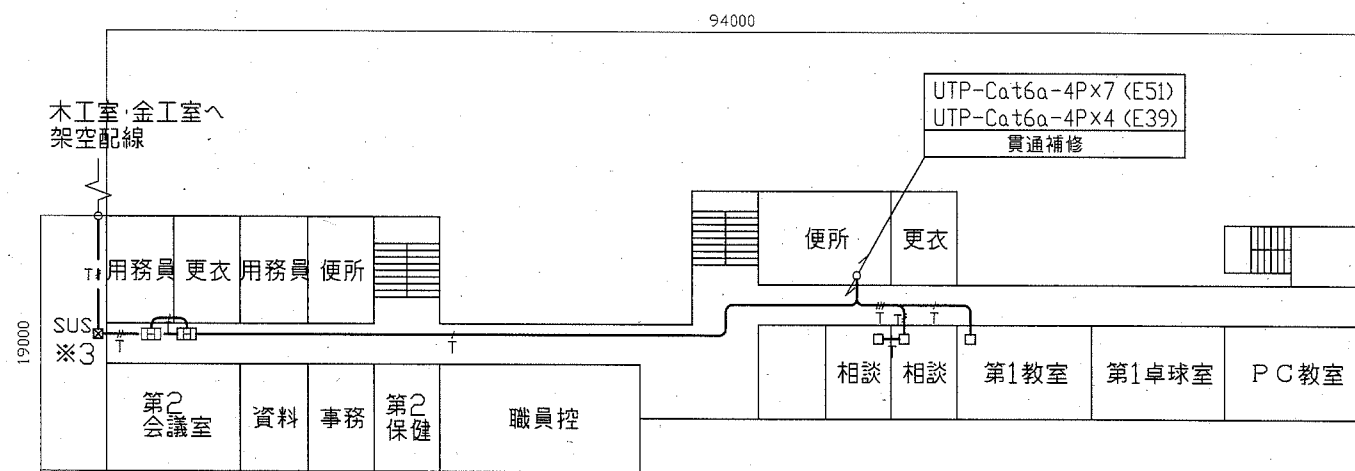 94000
木工室・金工室へ
架空配線
UTP-Cat6a-4P×7 (E51)
UTP-Cat6a-4P×4 (E39)
貫通補修
用務員
更衣
用務員
便所
便所
更衣
T
T
T
T
T
T
T
H
H
SUS
※3
19000
第2
会議室
資料
事務
第2
保健
職員控
相談
相談
第1教室
第1卓球室
PC教室